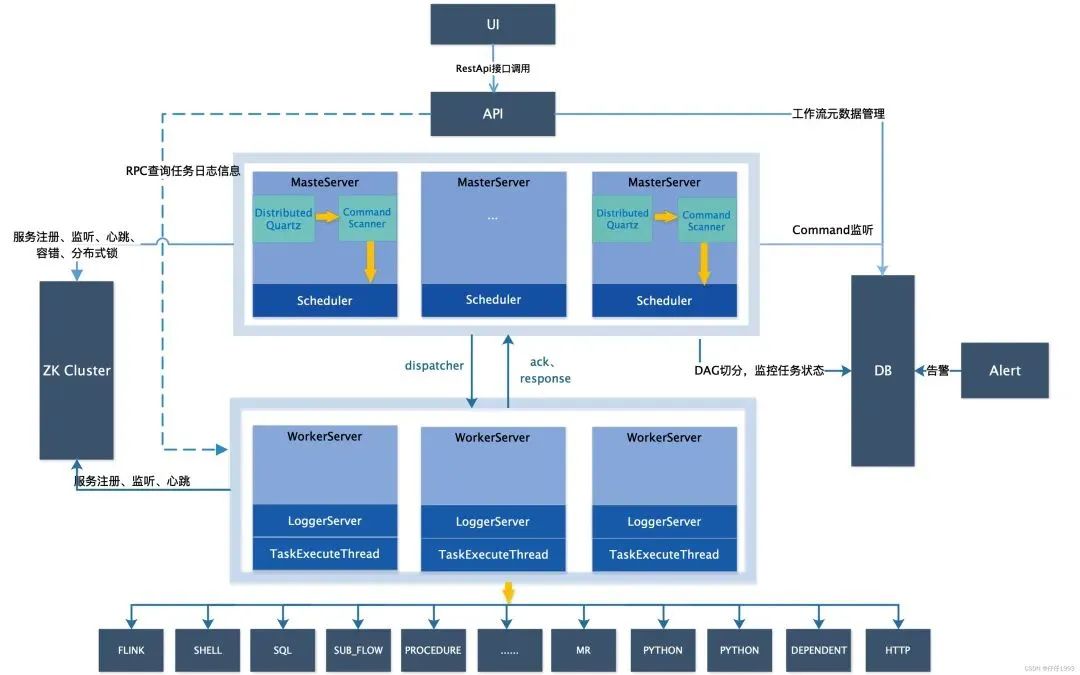 UI
RestApi接口调用
API
工作流元数据管理
RPC查询任务日志信息
MasteServer
MasterServer
MasterServer
Distributed
Quartz
Command
Scanner
...
Distributed
Quartz
Command
Scanner
服务注册、监听、心跳、
容错、分布式锁
Command监听
Scheduler
Scheduler
Scheduler
ZK Cluster
dispatcher
ack、
response
DAG切分，监控任务状态
DB
告警
Alert
WorkerServer
WorkerServer
WorkerServer
服务注册、监听、心跳
LoggerServer
LoggerServer
LoggerServer
TaskExecuteThread
TaskExecuteThread
TaskExecuteThread
FLINK
SHELL
SQL
SUB_FLOW
PROCEDURE
......
MR
PYTHON
PYTHON
DEPENDENT
HTTP
CSDN @仔仔1993